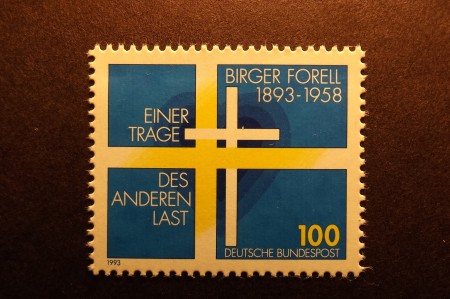 BIRGER FORELL
1893-1958
EINER
TRAGE
DES
ANDEREN
LAST
100
DEUTSCHE BUNDESPOST
1993